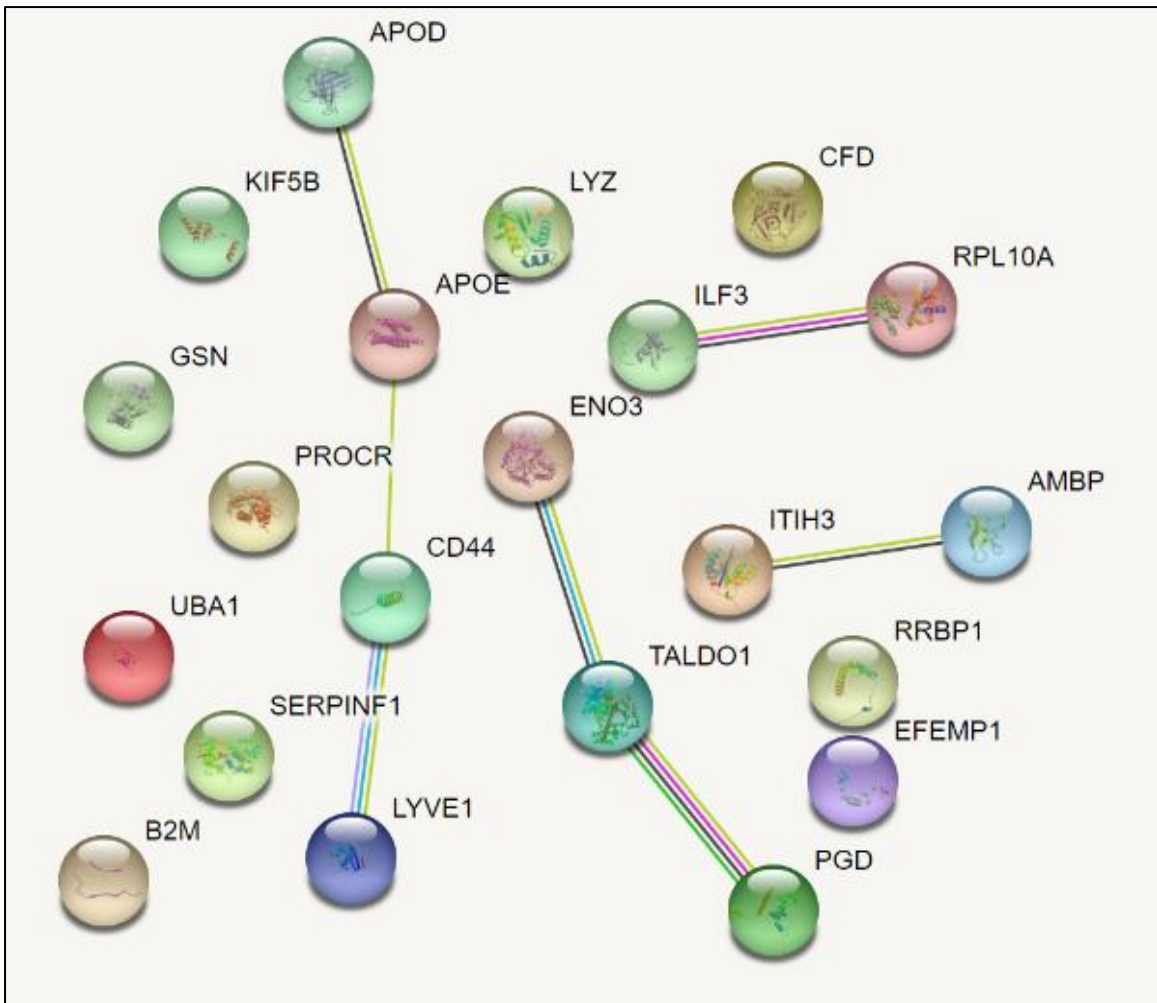 APOD
KIF5B
LYZ
CFD
APOE
ILF3
RPL10A
GSN
ENO3
PROCR
ITIH3
AMBP
CD44
UBA1
TALDO1
RRBP1
SERPINF1
EFEMP1
LYVE1
B2M
PGD